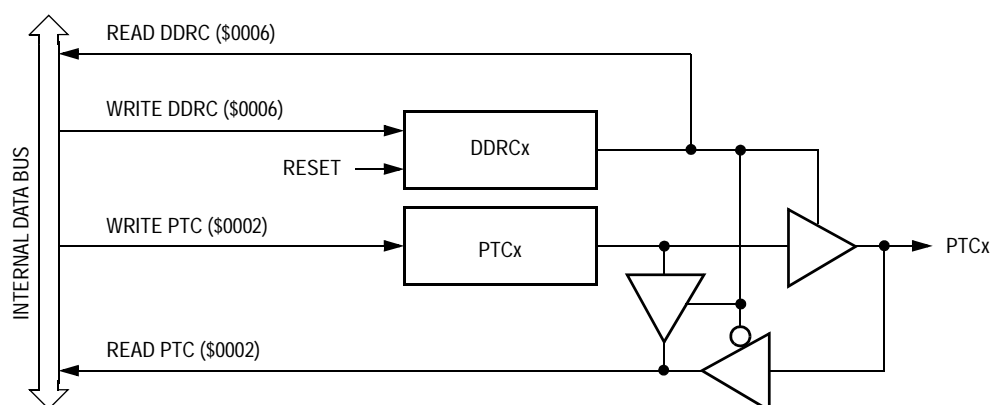 READ DDRC ($0006)
WRITE DDRC ($0006)
DDRCx
RESET
INTERNAL DATA BUS
WRITE PTC ($0002)
PTCx
PTCx
READ PTC ($0002)